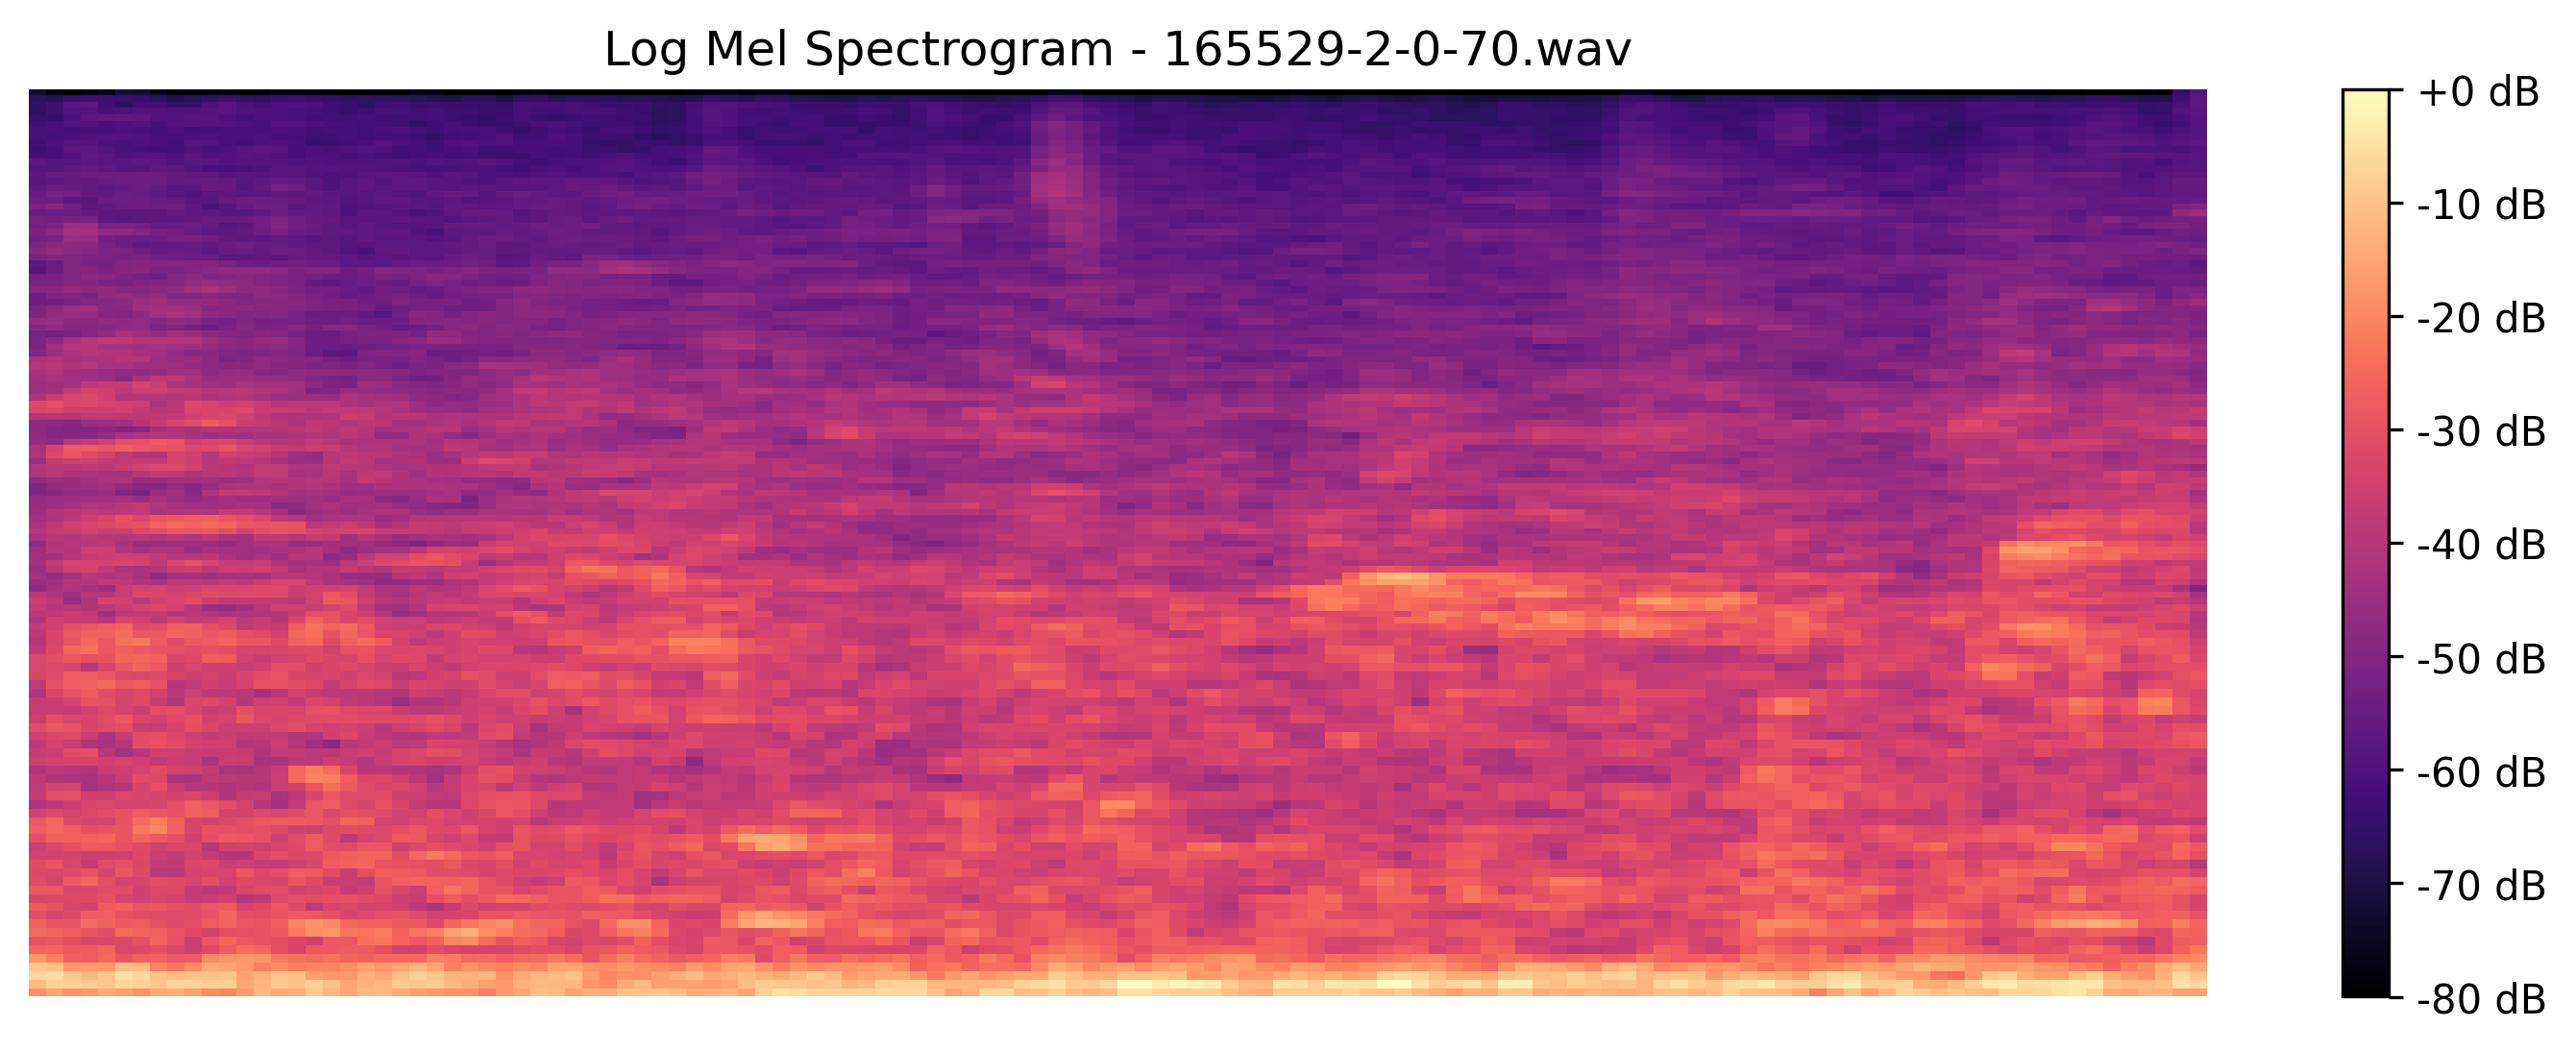 Log Mel Spectrogram - 165529-2-0-70.wav
+0 dB
-10 dB
-20 dB
-30 dB
-40 dB
-50 dB
-60 dB
-70 dB
-80 dB